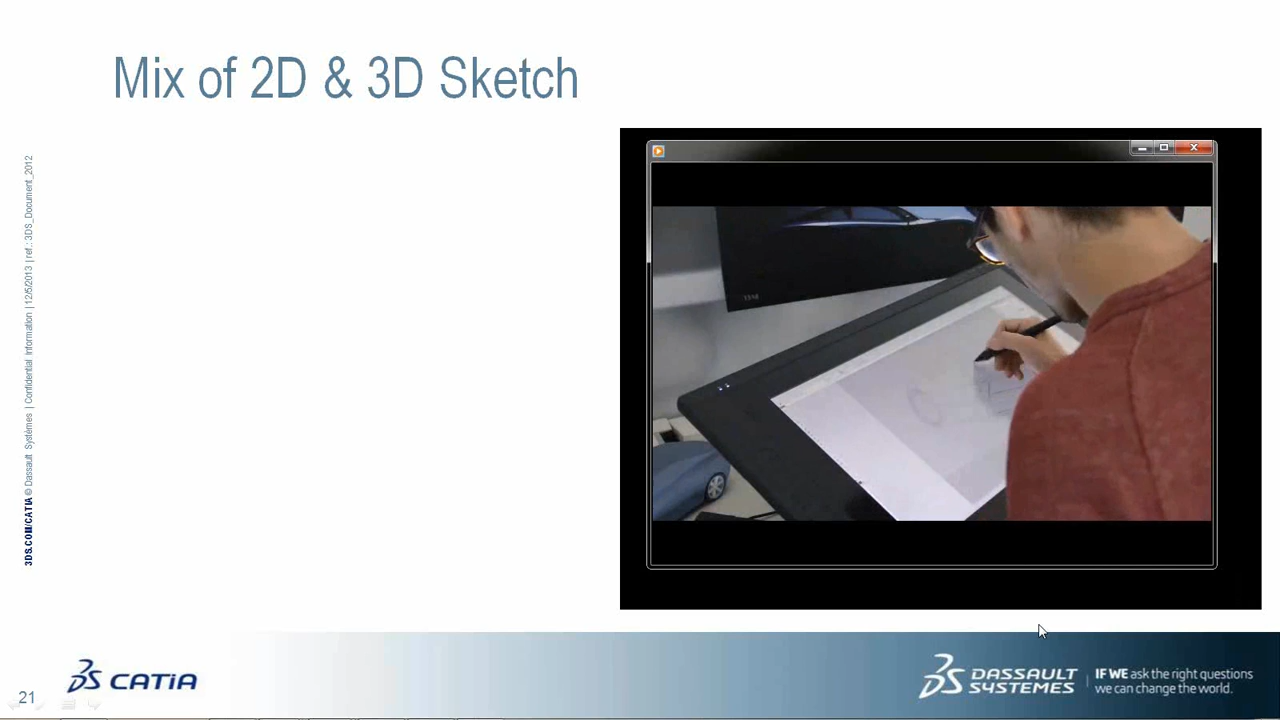 Mix of 2D & 3D Sketch
3DS.COM/CATIA © Dassault Systèmes | Confidential Information | 12/5/2013 | ref.: 3DS_Document_2012
21
CATIA
DASSAULT
SYSTEMES
IF WE ask the right questions
we can change the world.